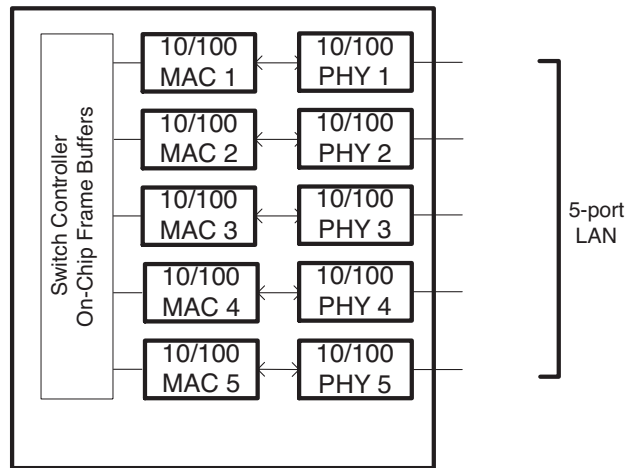 Switch Controller
On-Chip Frame Buffers
10/100
MAC 1
10/100
PHY 1
10/100
MAC 2
10/100
PHY 2
10/100
MAC 3
10/100
PHY 3
10/100
MAC 4
10/100
PHY 4
10/100
MAC 5
10/100
PHY 5
5-port
LAN